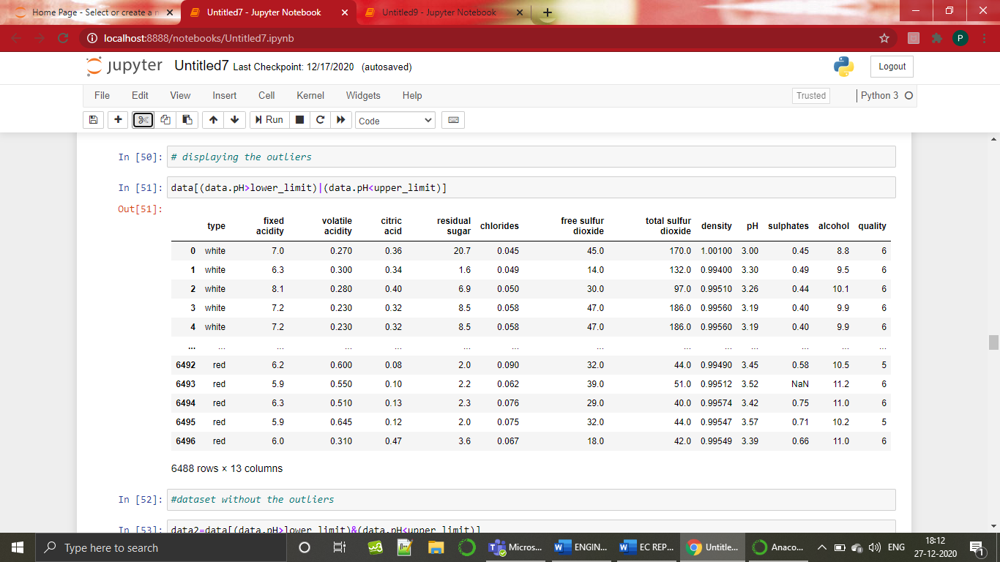 Home Page - Select or create a n
Untitled7 - Jupyter Notebook
Untitled9 - Jupyter Notebook
localhost:8888/notebooks/Untitled7.ipynb
P
jupyter Untitled7 Last Checkpoint: 12/17/2020 (autosaved)
Logout
File Edit View Insert Cell Kernel Widgets Help
Trusted Python 3
Run Code
In [50]: # displaying the outliers
In [51]: data[(data.pH>lower_limit)|(data.pH<upper_limit)]
Out[51]:
type fixed acidity volatile acidity citric acid residual sugar chlorides free sulfur dioxide total sulfur dioxide density pH sulphates alcohol quality
0 white 7.0 0.270 0.36 20.7 0.045 45.0 170.0 1.00100 3.00 0.45 8.8 6
1 white 6.3 0.300 0.34 1.6 0.049 14.0 132.0 0.99400 3.30 0.49 9.5 6
2 white 8.1 0.280 0.40 6.9 0.050 30.0 97.0 0.99510 3.26 0.44 10.1 6
3 white 7.2 0.230 0.32 8.5 0.058 47.0 186.0 0.99560 3.19 0.40 9.9 6
4 white 7.2 0.230 0.32 8.5 0.058 47.0 186.0 0.99560 3.19 0.40 9.9 6
... ... ... ... ... ... ... ... ... ... ... ... ... ...
6492 red 6.2 0.600 0.08 2.0 0.090 32.0 44.0 0.99490 3.45 0.58 10.5 5
6493 red 5.9 0.550 0.10 2.2 0.062 39.0 51.0 0.99512 3.52 NaN 11.2 6
6494 red 6.3 0.510 0.13 2.3 0.076 29.0 40.0 0.99574 3.42 0.75 11.0 6
6495 red 5.9 0.645 0.12 2.0 0.075 32.0 44.0 0.99547 3.57 0.71 10.2 5
6496 red 6.0 0.310 0.47 3.6 0.067 18.0 42.0 0.99549 3.39 0.66 11.0 6
6488 rows × 13 columns
In [52]: #dataset without the outliers
In [53]: data2=data[(data.pH>lower_limit)&(data.pH<upper_limit)]
Type here to search
Micros...
ENGIN...
EC REP...
Untitle...
Anaco...
ENG
18:12
27-12-2020
1